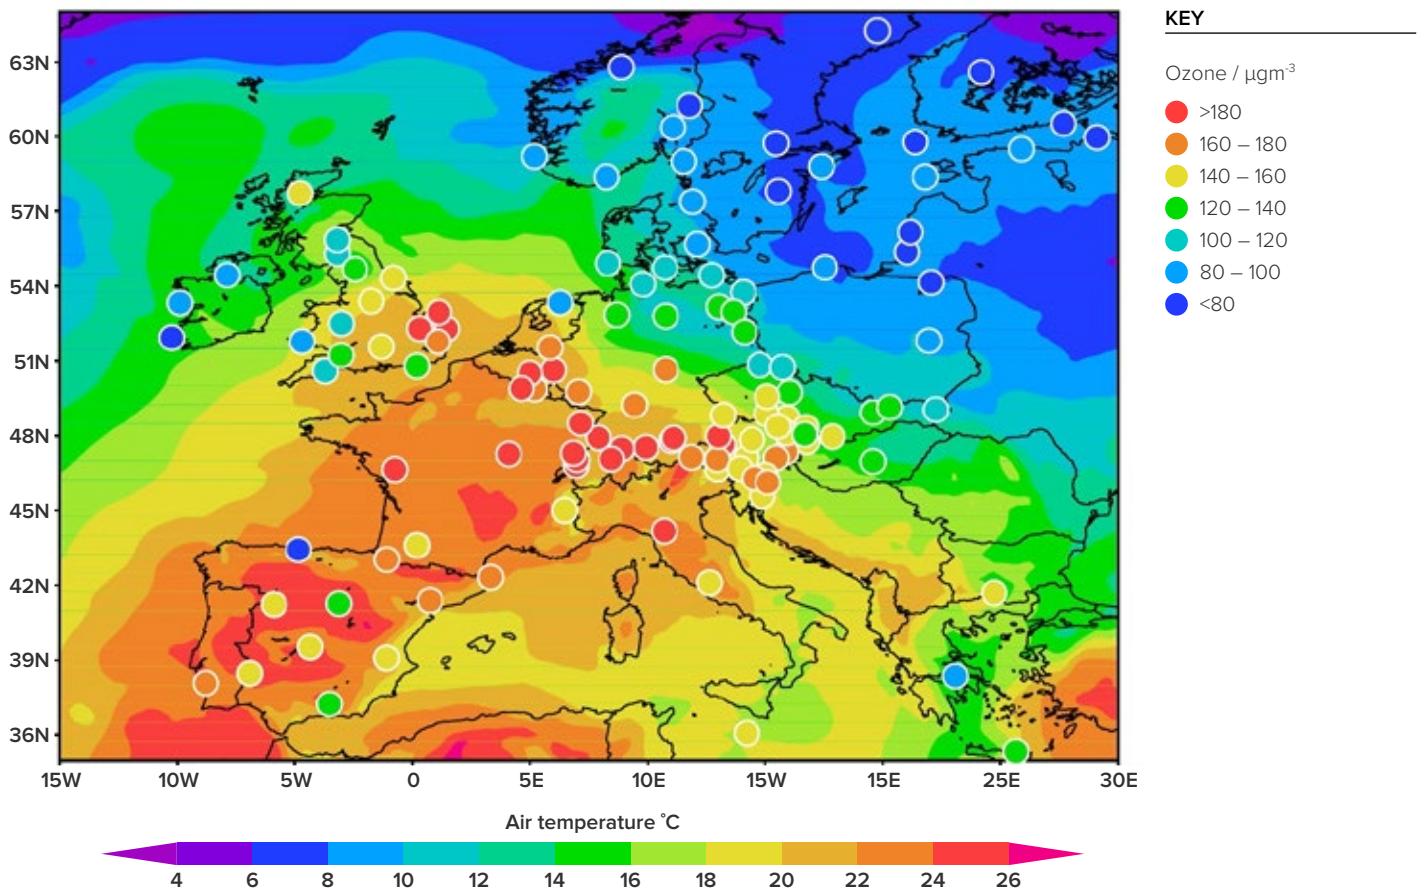 63N
60N
57N
54N
51N
48N
45N
42N
39N
36N
15W 10W 5W 0 5E 10E 15W 15E 25E 30E
Air temperature °C
4 6 8 10 12 14 16 18 20 22 24 26
KEY
Ozone / µgm⁻³
>180
160 – 180
140 – 160
120 – 140
100 – 120
80 – 100
<80